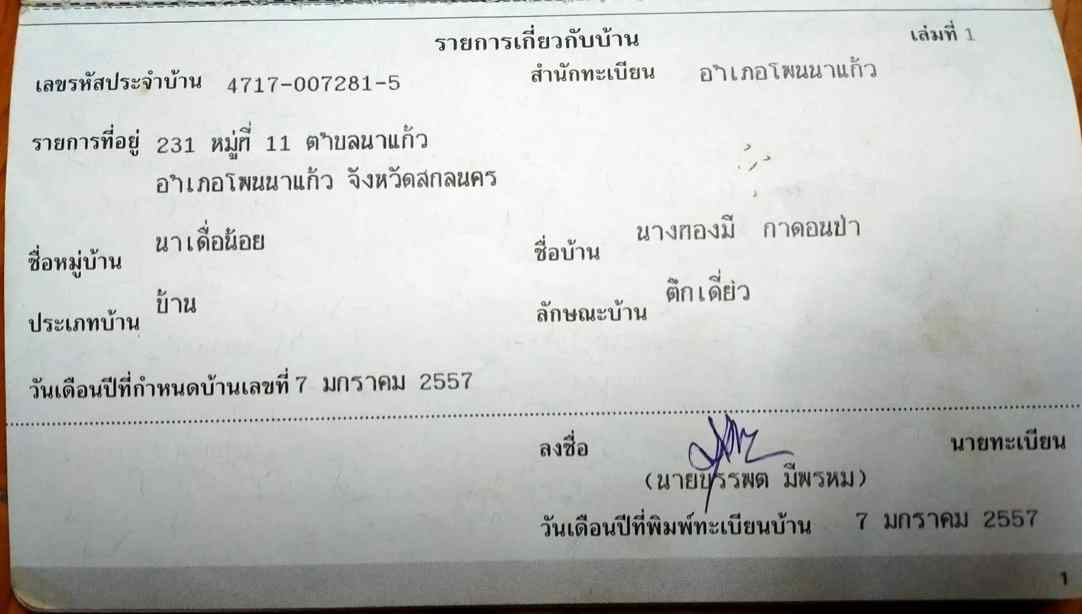 รายการเกี่ยวกับบ้าน เล่มที่ 1
เลขรหัสประจำบ้าน 4717-007281-5 สำนักทะเบียน อำเภอโพนนาแก้ว
รายการที่อยู่ 231 หมู่ที่ 11 ตำบลนาแก้ว
อำเภอโพนนาแก้ว จังหวัดสกลนคร
ชื่อหมู่บ้าน นาเดื่อน้อย ชื่อบ้าน นางทองมี กาดอนป่า
ประเภทบ้าน บ้าน ลักษณะบ้าน ตึกเดี่ยว
วันเดือนปีที่กำหนดบ้านเลขที่ 7 มกราคม 2557
ลงชื่อ นายทะเบียน
(นายบรรพต มีพรหม)
วันเดือนปีที่พิมพ์ทะเบียนบ้าน 7 มกราคม 2557
1